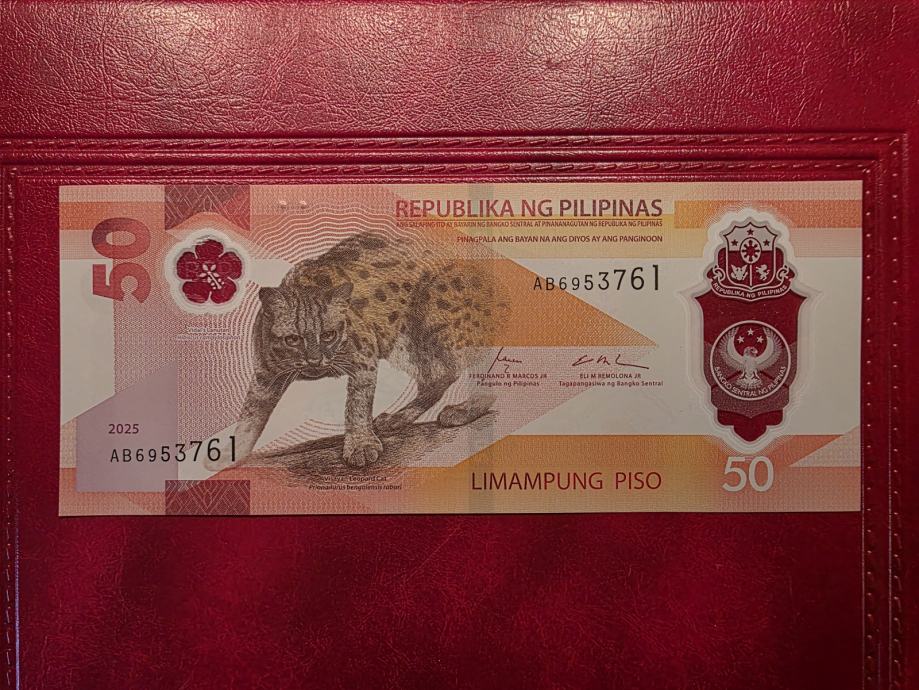 50
REPUBLIKA NG PILIPINAS
ANG SALAPING ITO AY BAYARIN NG BANGKO SENTRAL AT PINANANAGUTAN NG REPUBLIKA NG PILIPINAS
PINAGPALA ANG BAYAN NA ANG DIYOS AY ANG PANGINOON
AB6953761
REPUBLIKA NG PILIPINAS
FERDINAND R MARCOS JR
Pangulo ng Pilipinas
ELI M REMOLONA JR
Tagapangasiwa ng Bangko Sentral
BANGKO SENTRAL NG PILIPINAS
2025
AB6953761
Visayan Leopard Cat
Prionailurus bengalensis rabori
LIMAMPUNG PISO
50